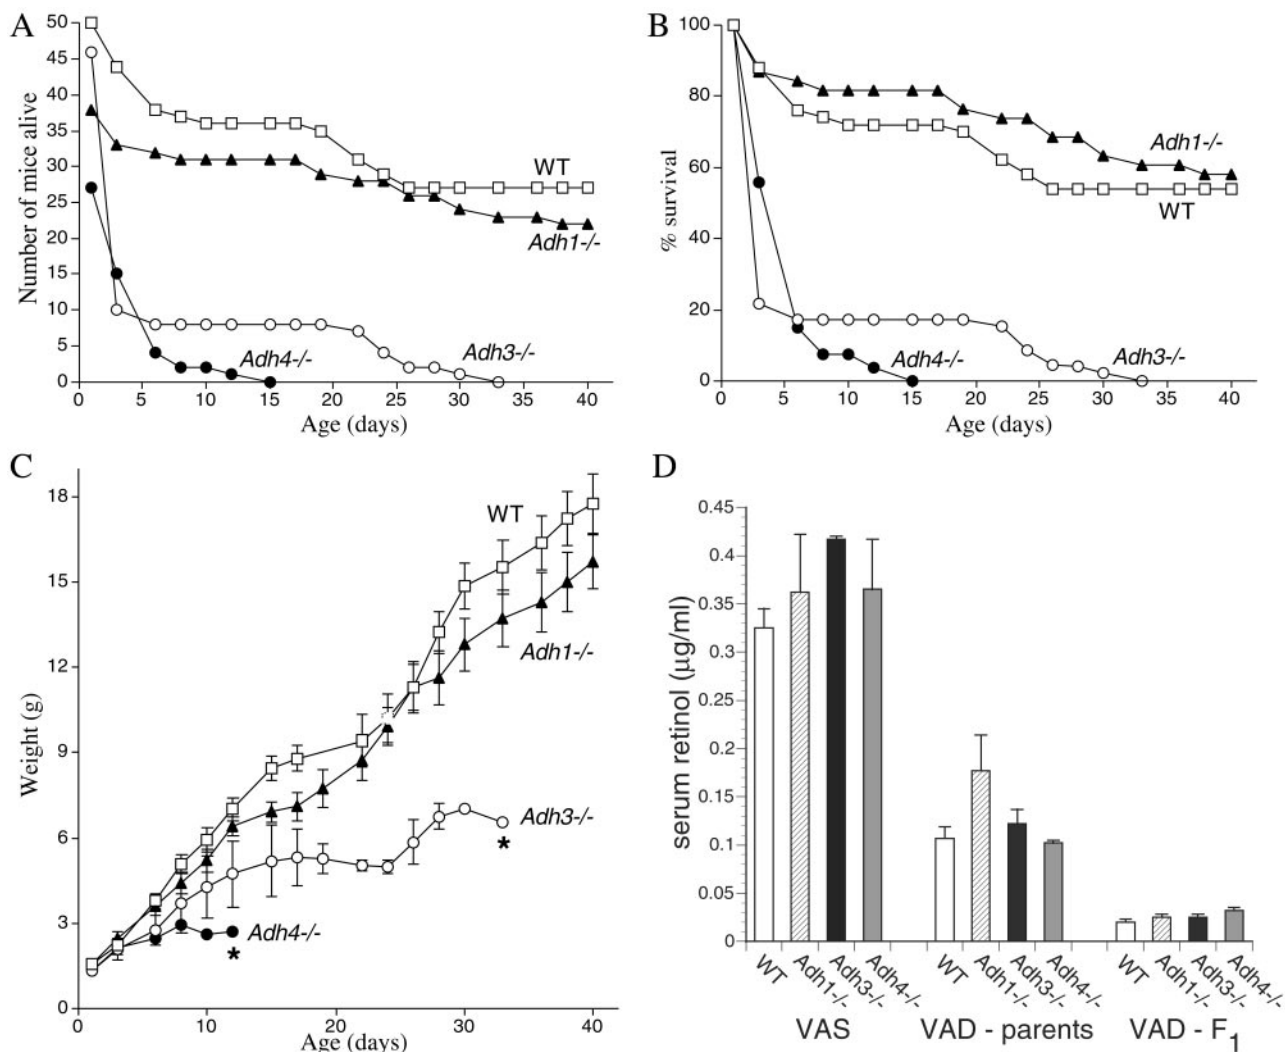 A
Number of mice alive
50
45
40
35
30
25
20
15
10
5
0
WT
Adh1-/-
Adh4-/-
Adh3-/-
0 5 10 15 20 25 30 35 40
Age (days)
B
% survival
100
80
60
40
20
0
Adh1-/-
WT
Adh4-/-
Adh3-/-
0 5 10 15 20 25 30 35 40
Age (days)
C
Weight (g)
18
15
12
9
6
3
0
WT
Adh1-/-
Adh3-/-
*
Adh4-/-
*
0 10 20 30 40
Age (days)
D
serum retinol (µg/ml)
0.45
0.4
0.35
0.3
0.25
0.2
0.15
0.1
0.05
0
WT Adh1-/- Adh3-/- Adh4-/- WT Adh1-/- Adh3-/- Adh4-/- WT Adh1-/- Adh3-/- Adh4-/-
VAS VAD - parents VAD - F1